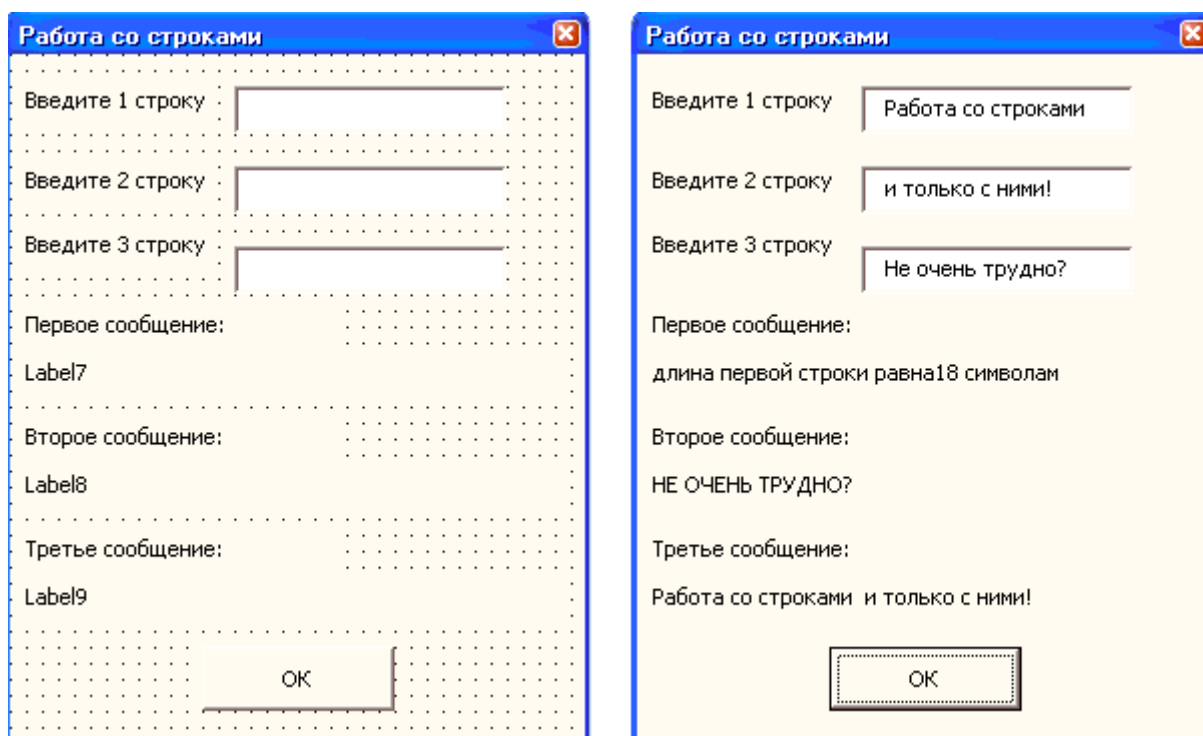 Работа со строками
Введите 1 строку
Введите 2 строку
Введите 3 строку
Первое сообщение:
Label7
Второе сообщение:
Label8
Третье сообщение:
Label9
ОК
Работа со строками
Введите 1 строку Работа со строками
Введите 2 строку и только с ними!
Введите 3 строку Не очень трудно?
Первое сообщение:
длина первой строки равна18 символам
Второе сообщение:
НЕ ОЧЕНЬ ТРУДНО?
Третье сообщение:
Работа со строками и только с ними!
ОК